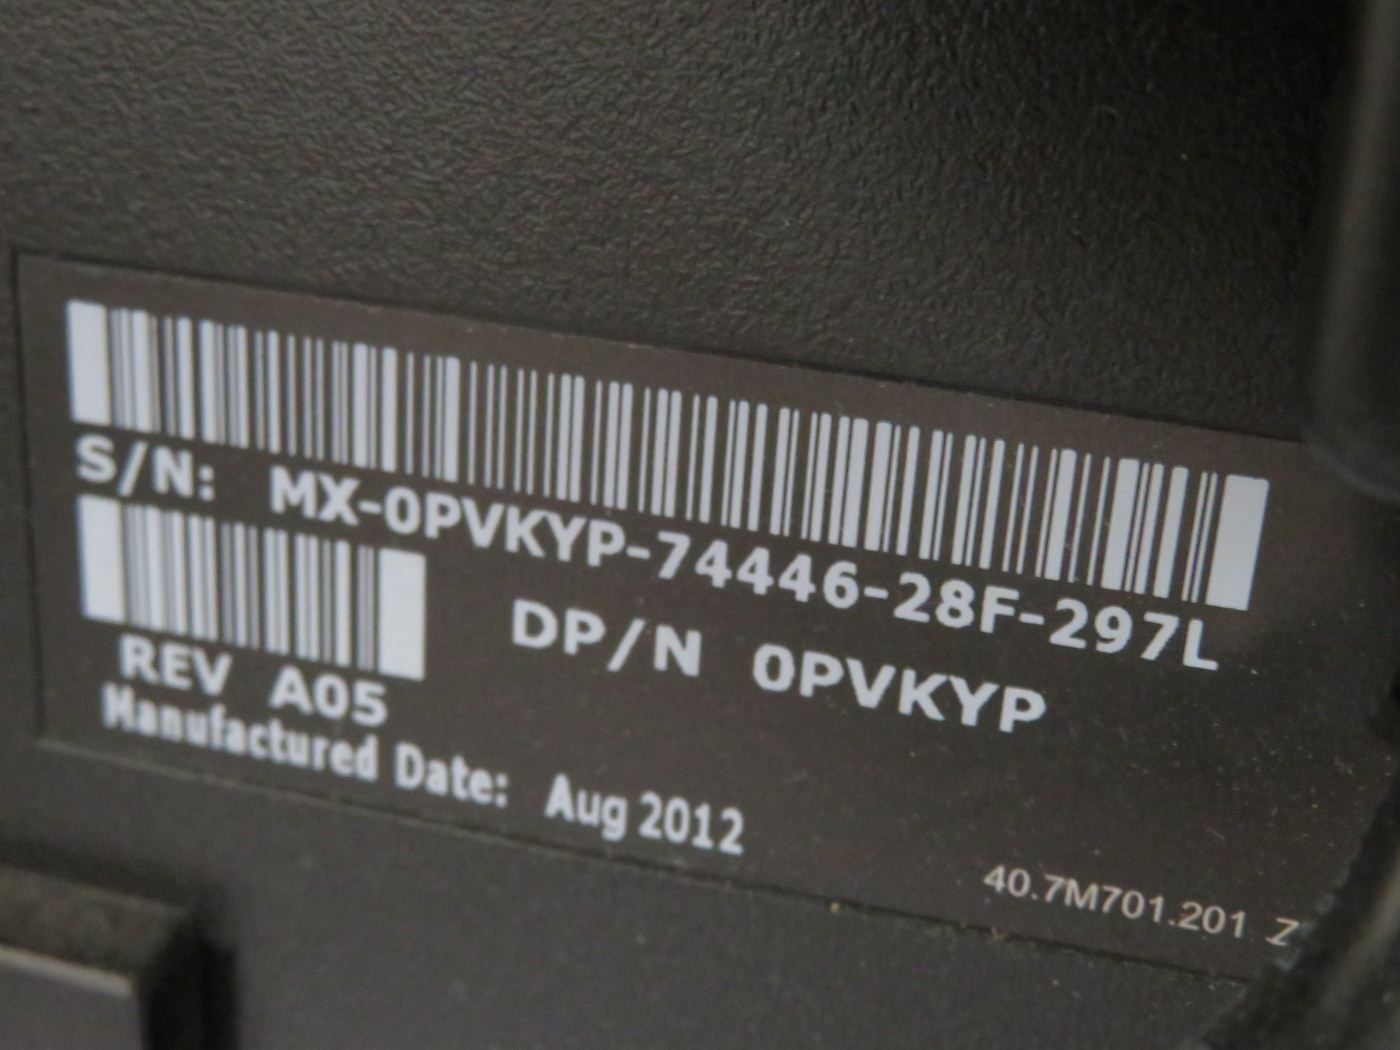 S/N: MX-0PVKYP-74446-28F-297L
DP/N 0PVKYP
REV A05
Manufactured Date: Aug 2012
40.7M701.201 Z